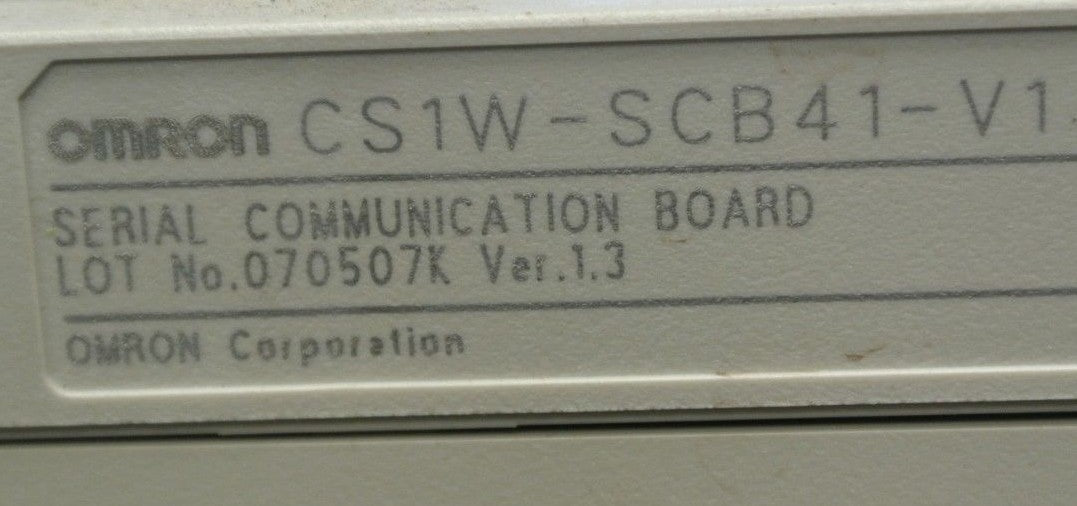 omron CS1W-SCB41-V1
SERIAL COMMUNICATION BOARD
LOT No.070507K Ver.1.3
OMRON Corporation